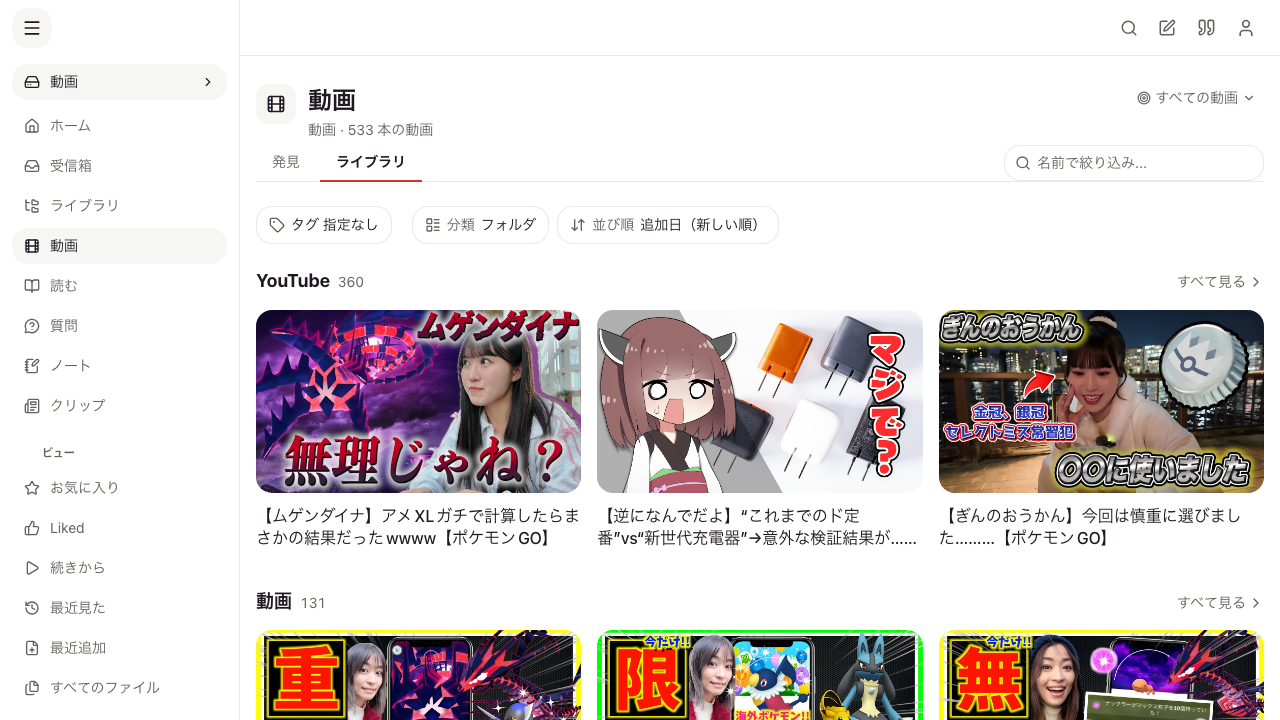 動画
ホーム
受信箱
ライブラリ
動画
読む
質問
ノート
クリップ
ビュー
お気に入り
Liked
続きから
最近見た
最近追加
すべてのファイル
動画
動画 · 533 本の動画
すべての動画
発見
ライブラリ
名前で絞り込み...
タグ 指定なし
分類 フォルダ
並び順 追加日（新しい順）
YouTube 360
すべて見る
ムゲンダイナ
無理じゃね？
マジで？
ぎんのおうかん
金冠、銀冠
セレクトミス常習犯
〇〇に使いました
【ムゲンダイナ】アメXLガチで計算したらま
さかの結果だったwwww【ポケモンGO】
【逆になんでだよ】“これまでのド定
番”vs“新世代充電器”→意外な検証結果が……
【ぎんのおうかん】今回は慎重に選びまし
た………【ポケモンGO】
動画 131
すべて見る
重
今だけ!!
限
海外ポケモン!!
今だけ!!
無